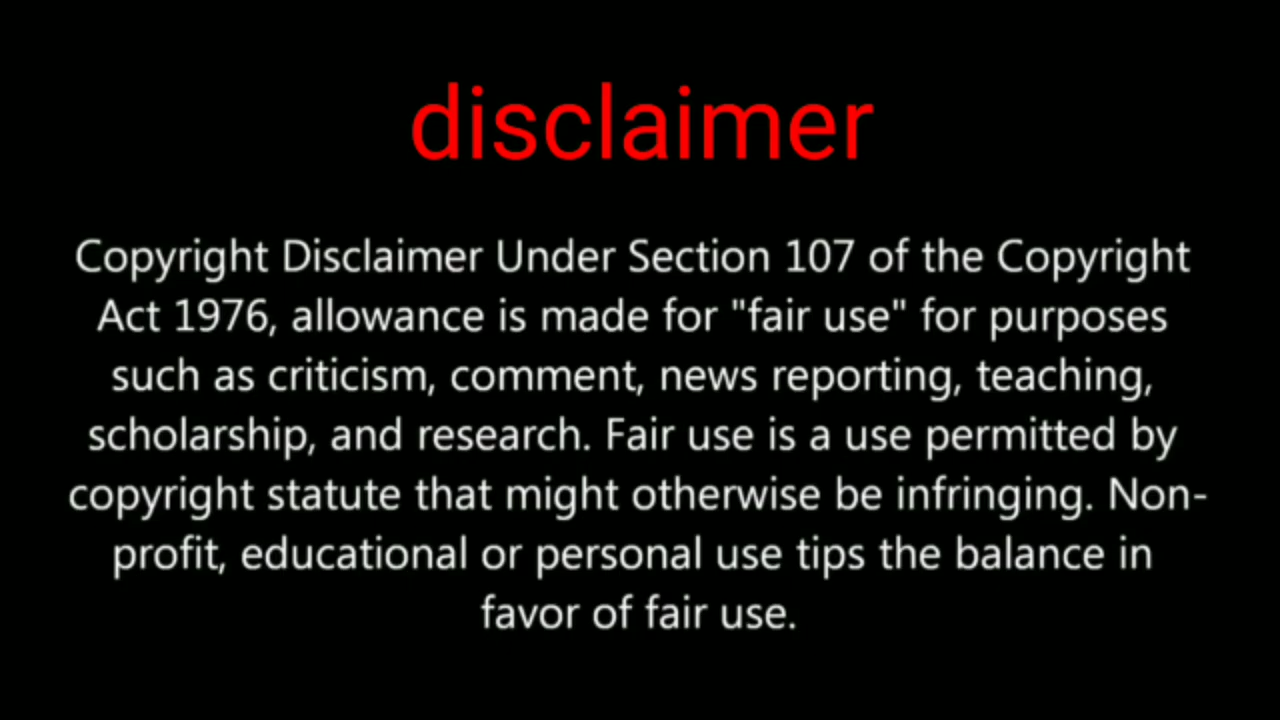 disclaimer
Copyright Disclaimer Under Section 107 of the Copyright
Act 1976, allowance is made for "fair use" for purposes
such as criticism, comment, news reporting, teaching,
scholarship, and research. Fair use is a use permitted by
copyright statute that might otherwise be infringing. Non-
profit, educational or personal use tips the balance in
favor of fair use.